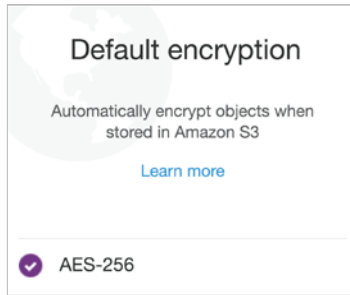 Default encryption
Automatically encrypt objects when
stored in Amazon S3
Learn more
AES-256